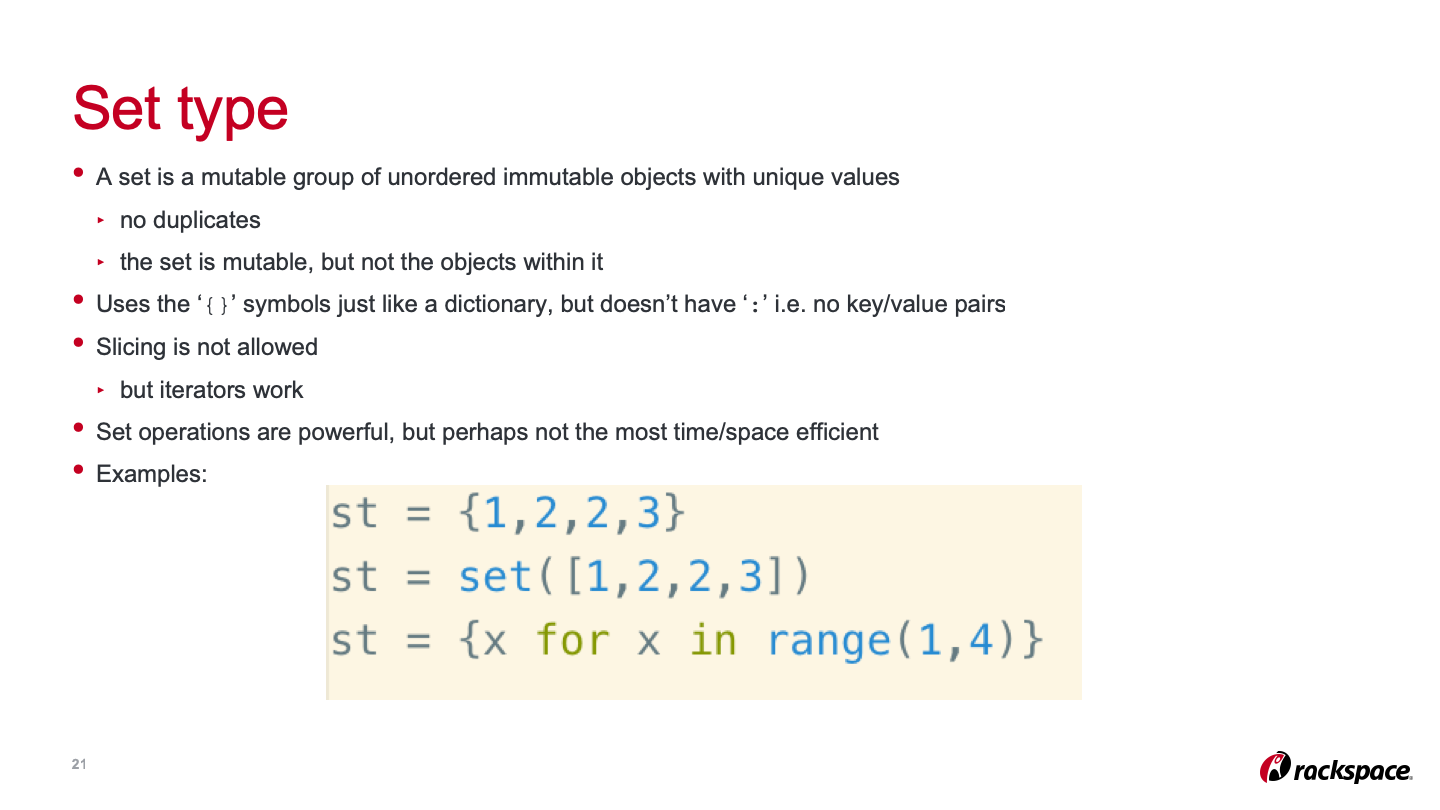 Set type
• A set is a mutable group of unordered immutable objects with unique values
‣ no duplicates
‣ the set is mutable, but not the objects within it
• Uses the ‘{}’ symbols just like a dictionary, but doesn’t have ‘:’ i.e. no key/value pairs
• Slicing is not allowed
‣ but iterators work
• Set operations are powerful, but perhaps not the most time/space efficient
• Examples:
st = {1,2,2,3}
st = set([1,2,2,3])
st = {x for x in range(1,4)}
21
rackspace.